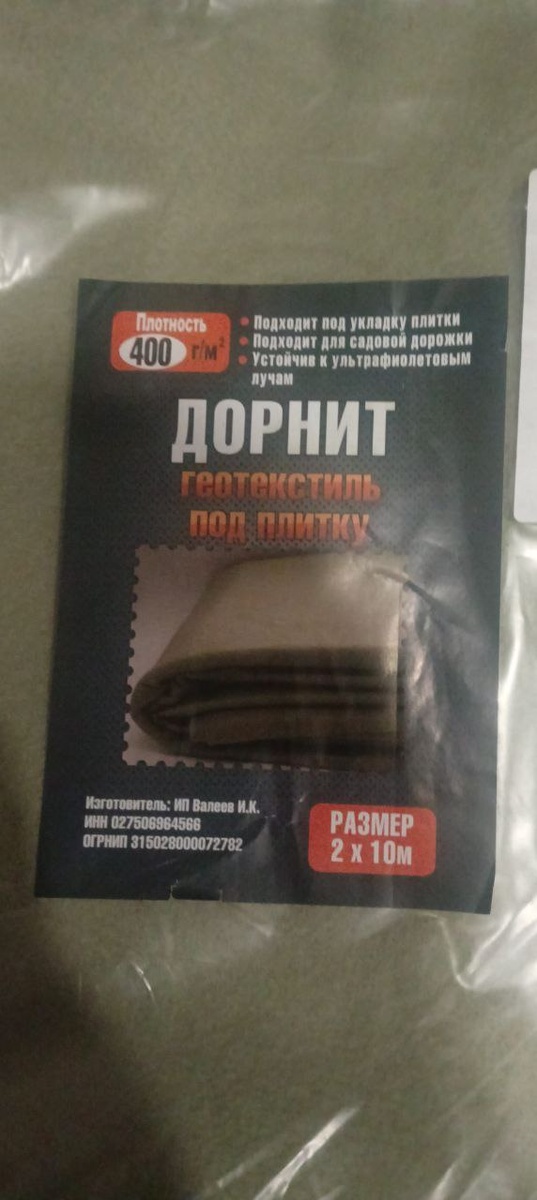 Плотность
400 г/м²
• Подходит под укладку плитки
• Подходит для садовой дорожки
• Устойчив к ультрафиолетовым
лучам
ДОРНИТ
геотекстиль
под плитку
Изготовитель: ИП Валеев И.К.
ИНН 027506964566
ОГРНИП 315028000072782
РАЗМЕР
2 х 10м